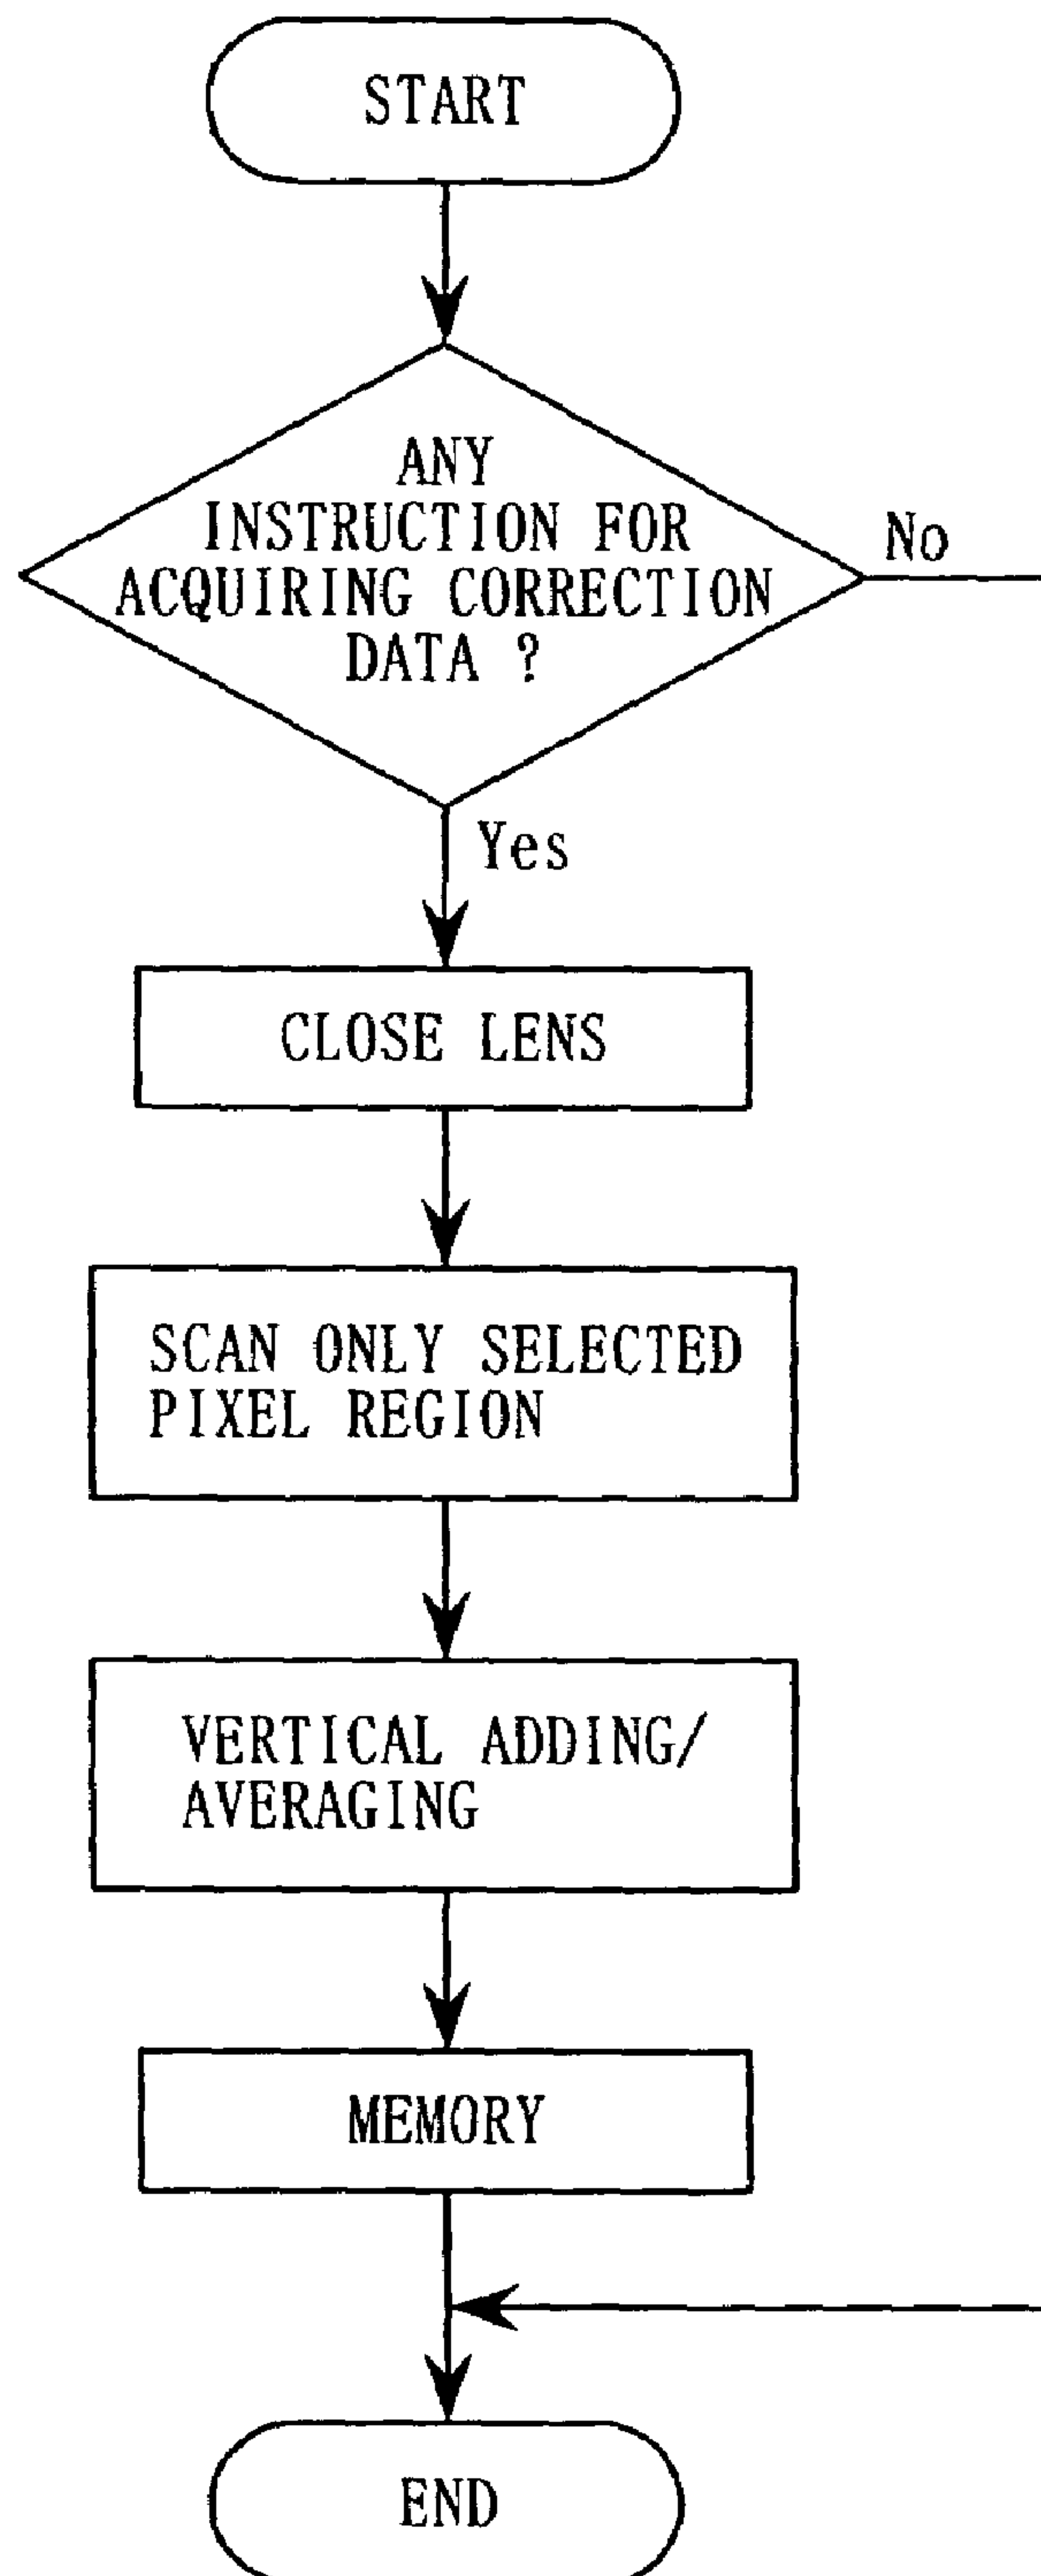 START
ANY
INSTRUCTION FOR
ACQUIRING CORRECTION
DATA ?
No
Yes
CLOSE LENS
SCAN ONLY SELECTED
PIXEL REGION
VERTICAL ADDING/
AVERAGING
MEMORY
END